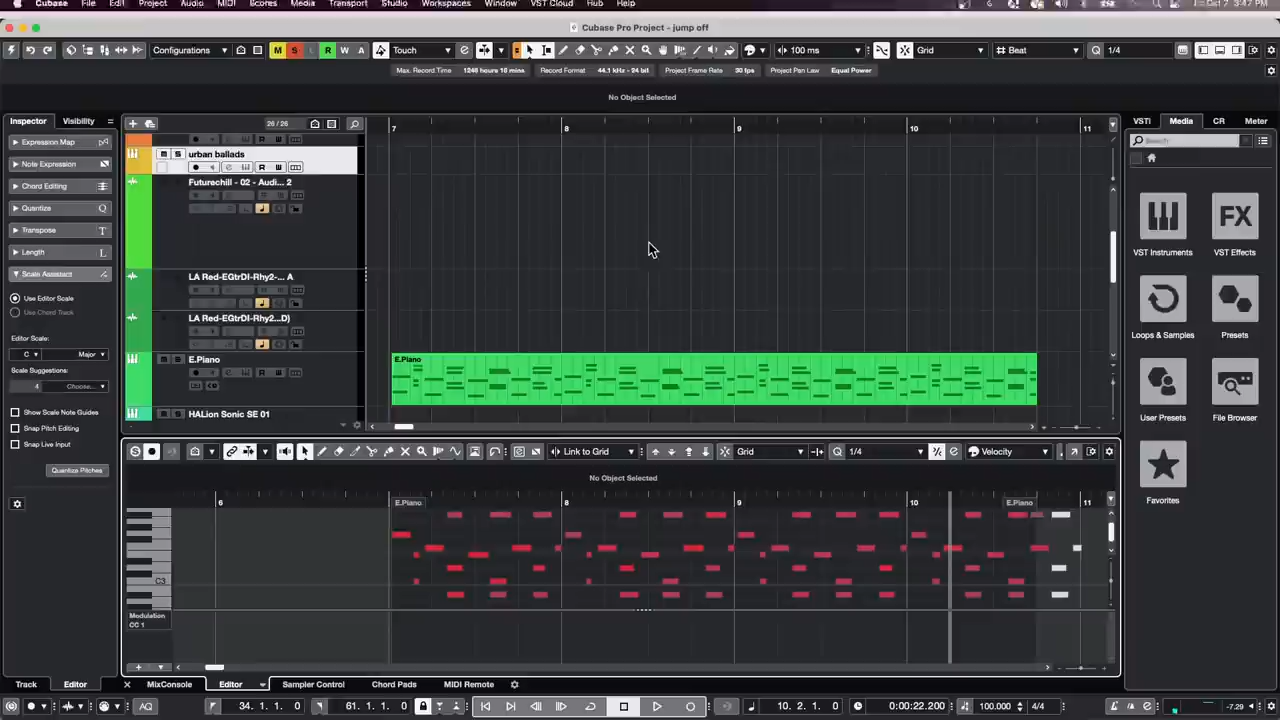 Cubase File Edit Project Audio MIDI Scores Media Transport Studio Workspaces Window VST Cloud Hub Help
Cubase Pro Project - jump off
Configurations M S L R W A Touch 100 ms Grid Beat 1/4
Max. Record Time 1246 hours 16 mins Record Format 44.1 kHz - 24 bit Project Frame Rate 30 fps Project Pan Law Equal Power
No Object Selected
Inspector Visibility 26 / 26 7 8 9 10 11 VSTi Media CR Meter
Expression Map
Search
urban ballads
M S
R W
Note Expression
Futurechill - 02 - Audi... 2
Chord Editing
Quantize Q
Transpose T
Length L
VST Instruments VST Effects
Scale Assistant
LA Red-EGtrDI-Rhy2-... A
Use Editor Scale
Use Chord Track
LA Red-EGtrDI-Rhy2...D)
Loops & Samples Presets
Editor Scale:
C Major
E.Piano
M S
E.Piano
R W
Scale Suggestions:
4 Choose...
Show Scale Note Guides
HALion Sonic SE 01
User Presets File Browser
Snap Pitch Editing
Snap Live Input
Quantize Pitches
S Link to Grid Grid 1/4 Velocity
No Object Selected
Favorites
6 E.Piano 8 9 10 E.Piano 11
C3
Modulation
CC 1
Track Editor MixConsole Editor Sampler Control Chord Pads MIDI Remote
AQ 34. 1. 1. 0 61. 1. 1. 0 10. 2. 1. 0 0:00:22.200 100.000 4/4 -7.29